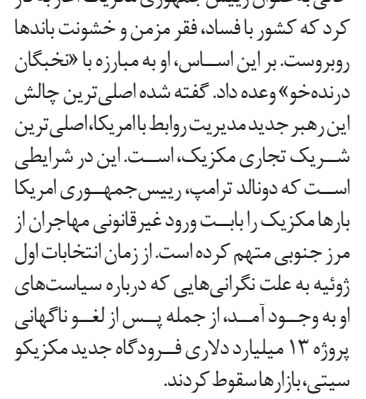 حالی به‌عنوان رییس جمهوری مکزیک آغاز به کار
کرد که کشور با فساد، فقر مزمن و خشونت باندها
روبروست. بر این اساس، او به مبارزه با «نخبگان
درنده‌خو» وعده داد. گفته شده اصلی‌ترین چالش
این رهبر جدید مدیریت روابط با امریکا، اصلی‌ترین
شریک تجاری مکزیک، است. این در شرایطی
است که دونالد ترامپ، رییس‌جمهوری امریکا
بارها مکزیک را بابت ورود غیرقانونی مهاجران از
مرز جنوبی متهم کرده است. از زمان انتخابات اول
ژوئیه به علت نگرانی‌هایی که درباره سیاست‌های
او به وجود آمد، از جمله پس از لغو ناگهانی
پروژه ۱۳ میلیارد دلاری فرودگاه جدید مکزیکو
سیتی، بازارها سقوط کردند.